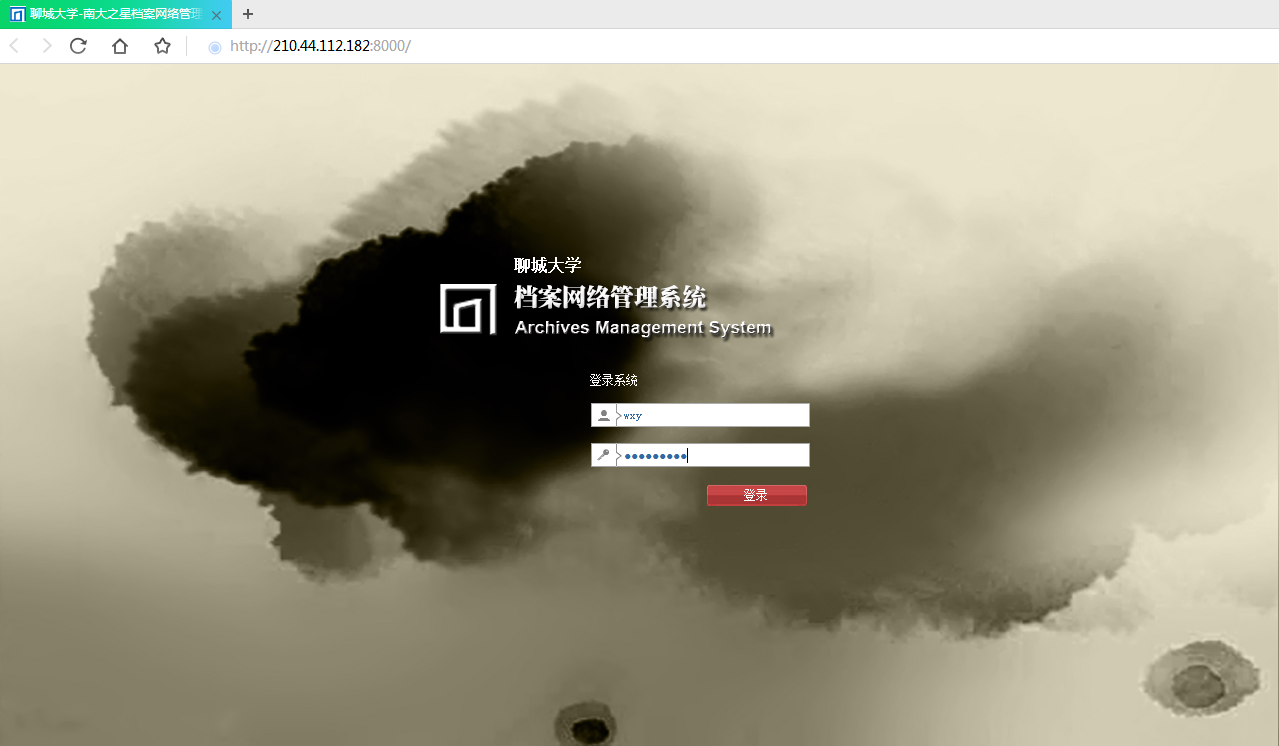 聊城大学-南大之星档案网络管理
http://210.44.112.182:8000/
聊城大学
档案网络管理系统
Archives Management System
登录系统
wxy
●●●●●●●●●
登录